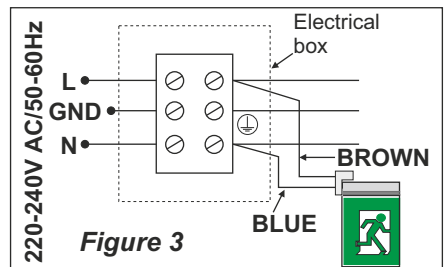 220-240V AC/50-60Hz
Electrical
box
L
GND
N
BROWN
BLUE
Figure 3